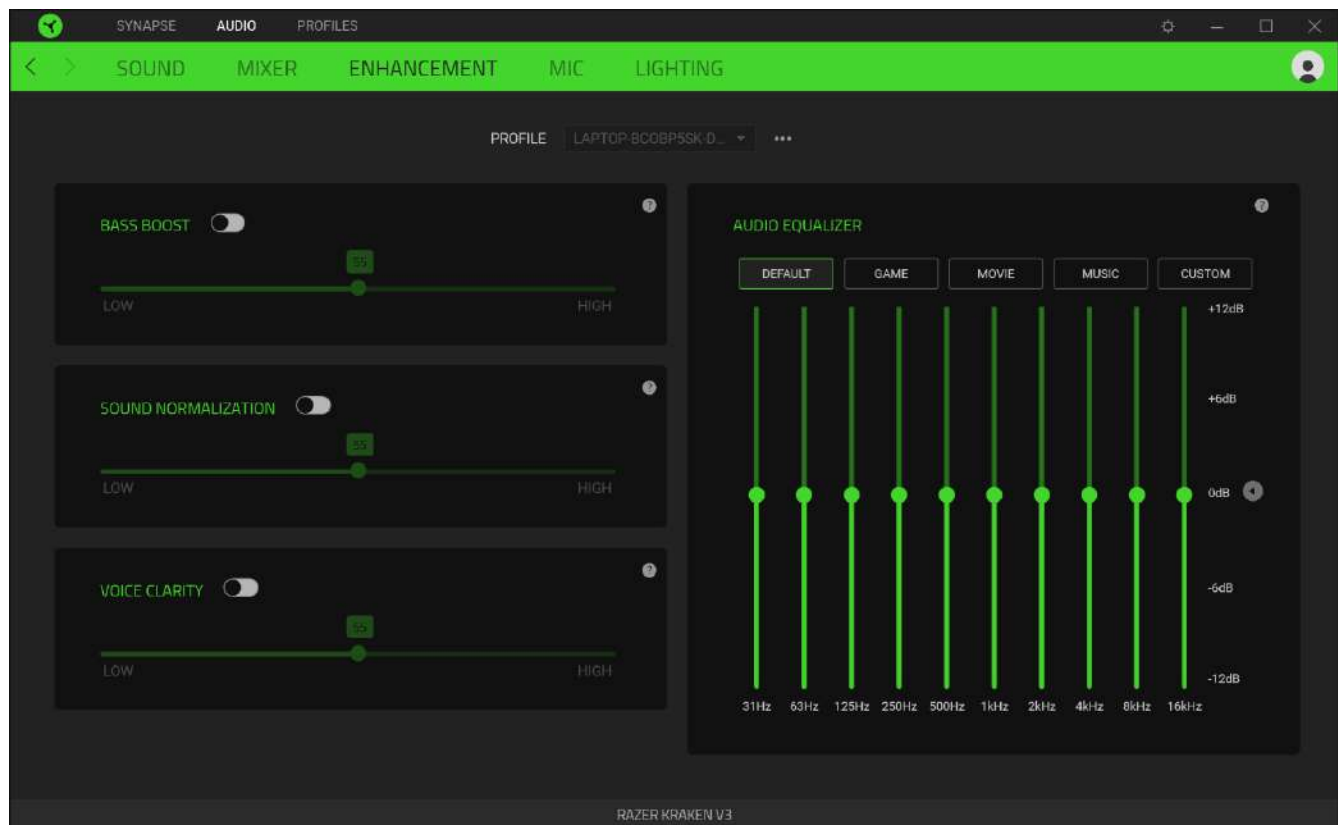 SYNAPSE AUDIO PROFILES
SOUND MIXER ENHANCEMENT MIC LIGHTING
PROFILE LAPTOP-BCOBP5SK-D...
BASS BOOST
55
LOW HIGH
SOUND NORMALIZATION
55
LOW HIGH
VOICE CLARITY
55
LOW HIGH
AUDIO EQUALIZER
DEFAULT GAME MOVIE MUSIC CUSTOM
+12dB
+6dB
0dB
-6dB
-12dB
31Hz 63Hz 125Hz 250Hz 500Hz 1kHz 2kHz 4kHz 8kHz 16kHz
RAZER KRAKEN V3